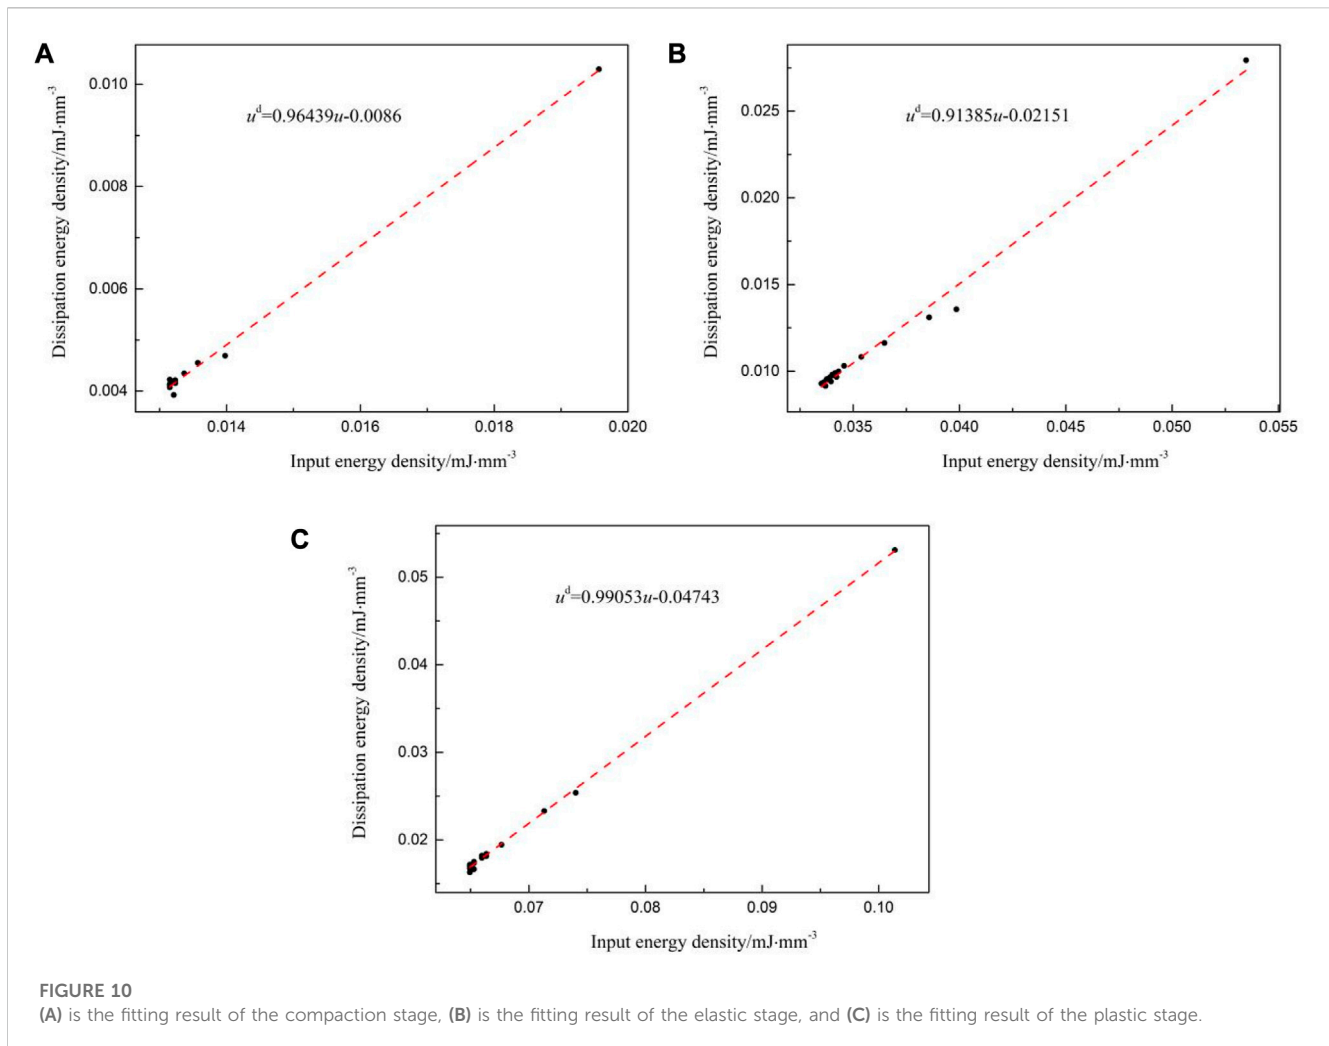 A
0.010
0.008
0.006
0.004
Dissipation energy density/mJ·mm⁻³
uᵈ=0.96439u-0.0086
0.014 0.016 0.018 0.020
Input energy density/mJ·mm⁻³
B
0.025
0.020
0.015
0.010
Dissipation energy density/mJ·mm⁻³
uᵈ=0.91385u-0.02151
0.035 0.040 0.045 0.050 0.055
Input energy density/mJ·mm⁻³
C
0.05
0.04
0.03
0.02
Dissipation energy density/mJ·mm⁻³
uᵈ=0.99053u-0.04743
0.07 0.08 0.09 0.10
Input energy density/mJ·mm⁻³
FIGURE 10
(A) is the fitting result of the compaction stage, (B) is the fitting result of the elastic stage, and (C) is the fitting result of the plastic stage.